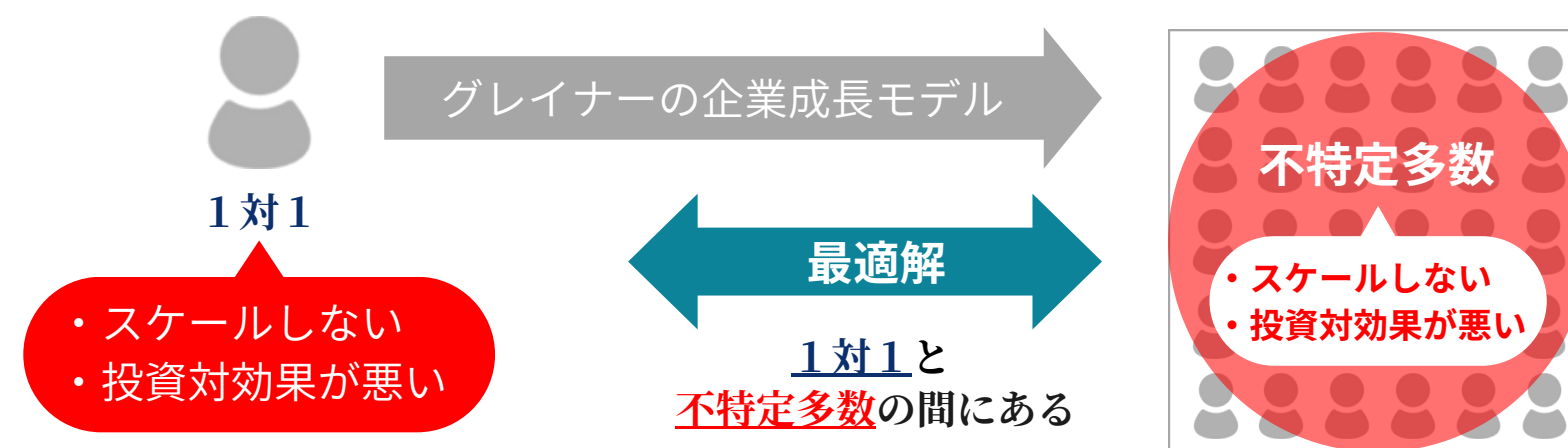 グレイナーの企業成長モデル
1対1
・スケールしない
・投資対効果が悪い
最適解
1対1と
不特定多数の間にある
不特定多数
・スケールしない
・投資対効果が悪い